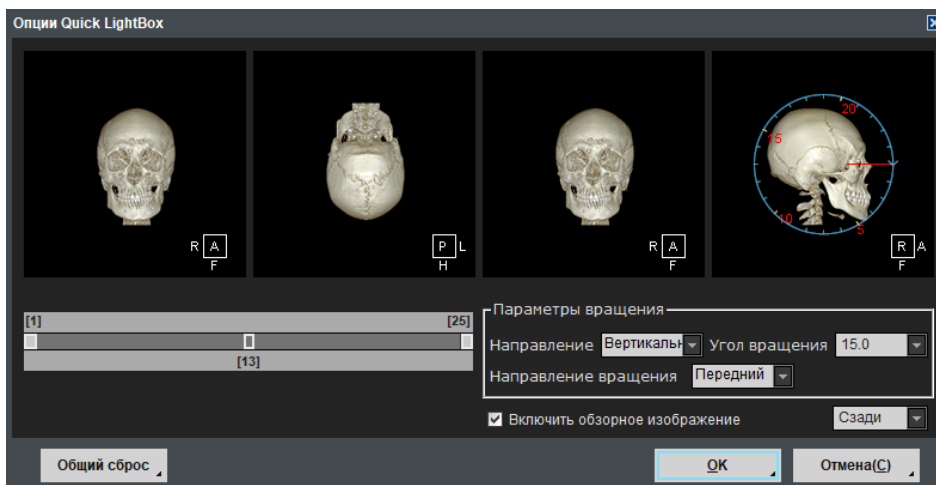 Опции Quick LightBox
R A
F
P L
H
R A
F
20
15
10
5
R A
F
[1] [25]
[13]
Параметры вращения
Направление Вертикальн Угол вращения 15.0
Направление вращения Передний
Включить обзорное изображение Сзади
Общий сброс OK Отмена(C)